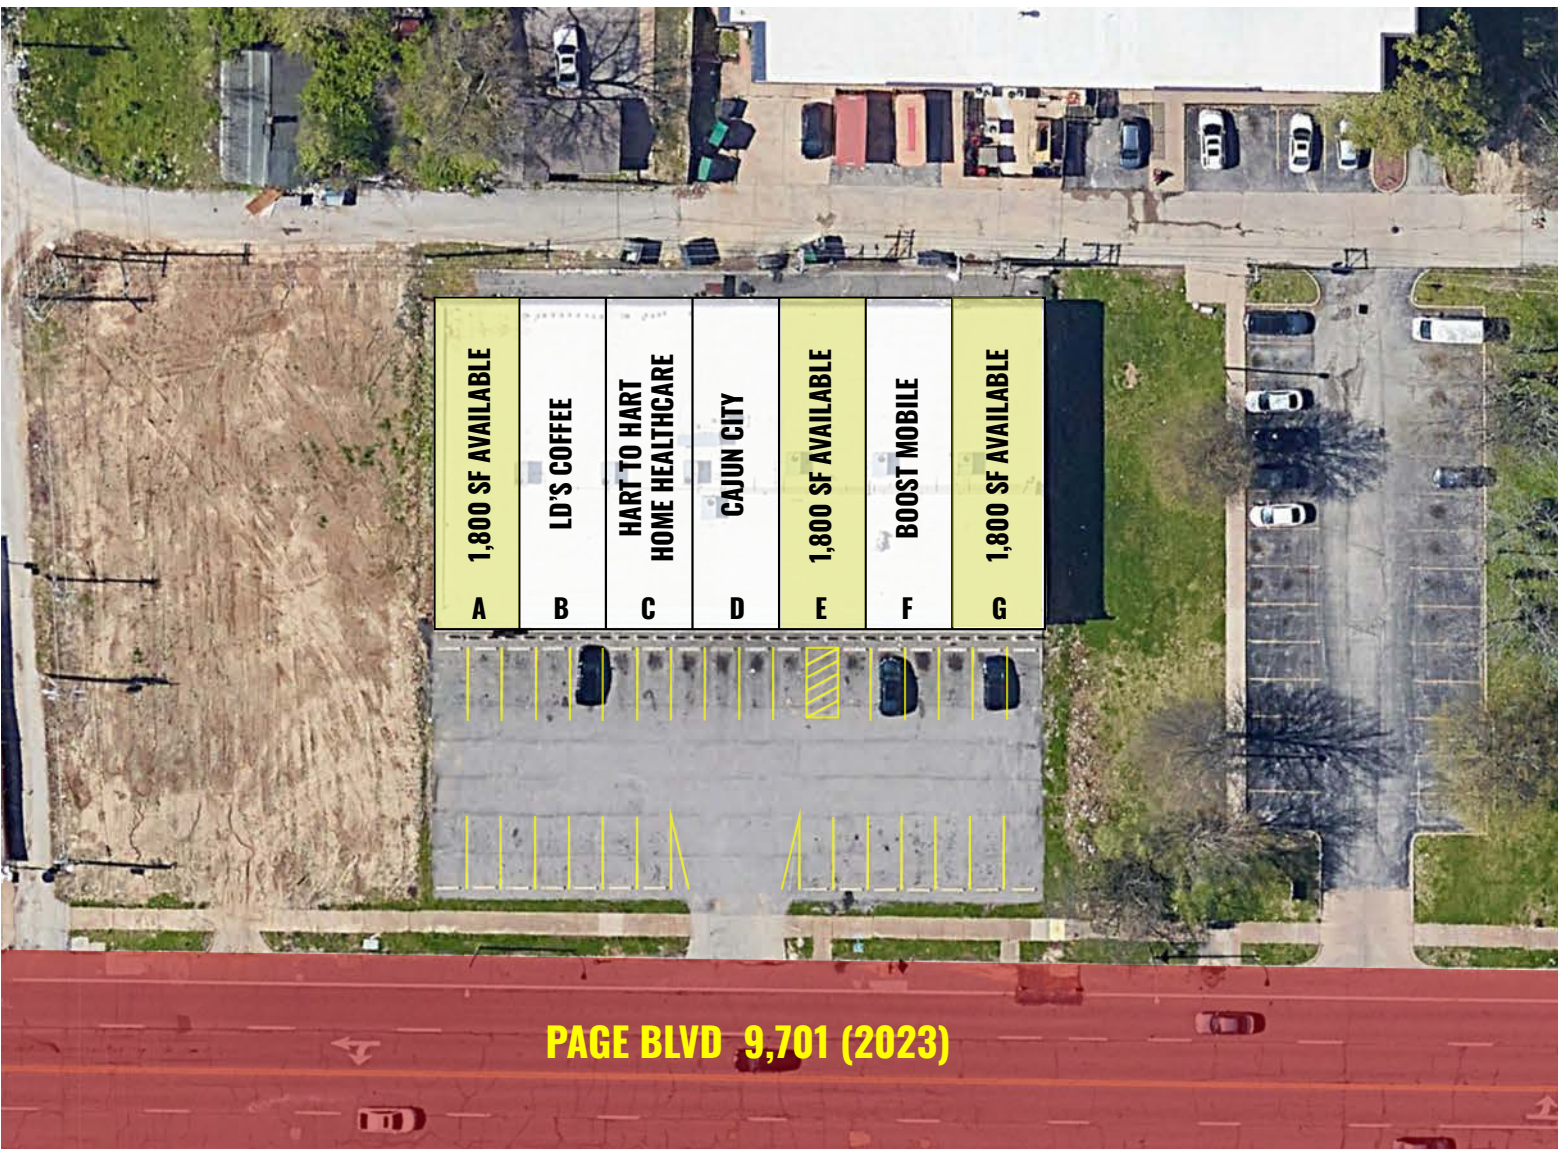 1,800 SF AVAILABLE
A
LD'S COFFEE
B
HART TO HART
HOME HEALTHCARE
C
CAJUN CITY
D
1,800 SF AVAILABLE
E
BOOST MOBILE
F
1,800 SF AVAILABLE
G
PAGE BLVD 9,701 (2023)